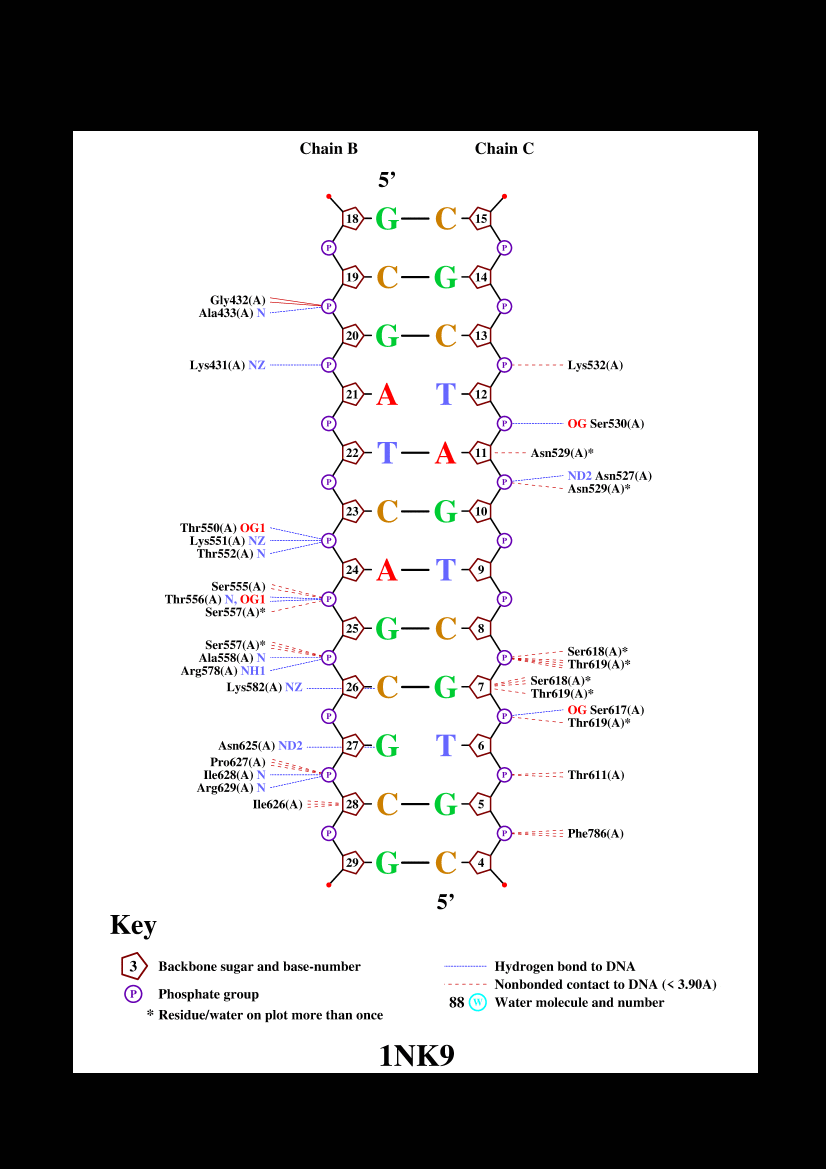 Chain B Chain C
5’
18 G C 15
P P
19 C G 14
Gly432(A)
P P
Ala433(A) N
20 G C 13
Lys431(A) NZ P P Lys532(A)
21 A T 12
P P OG Ser530(A)
22 T A 11 Asn529(A)*
ND2 Asn527(A)
P P
Asn529(A)*
23 C G 10
Thr550(A) OG1
Lys551(A) NZ P P
Thr552(A) N
24 A T 9
Ser555(A)
Thr556(A) N, OG1 P P
Ser557(A)*
25 G C 8
Ser557(A)* Ser618(A)*
Ala558(A) N P P Thr619(A)*
Arg578(A) NH1 Ser618(A)*
Lys582(A) NZ 26 C G 7
Thr619(A)*
OG Ser617(A)
P P
Thr619(A)*
Asn625(A) ND2 27 G T 6
Pro627(A)
Ile628(A) N P P Thr611(A)
Arg629(A) N
Ile626(A) 28 C G 5
P P Phe786(A)
29 G C 4
5’
Key
3 Backbone sugar and base-number
P Phosphate group
* Residue/water on plot more than once
Hydrogen bond to DNA
Nonbonded contact to DNA (< 3.90A)
88 W Water molecule and number
1NK9